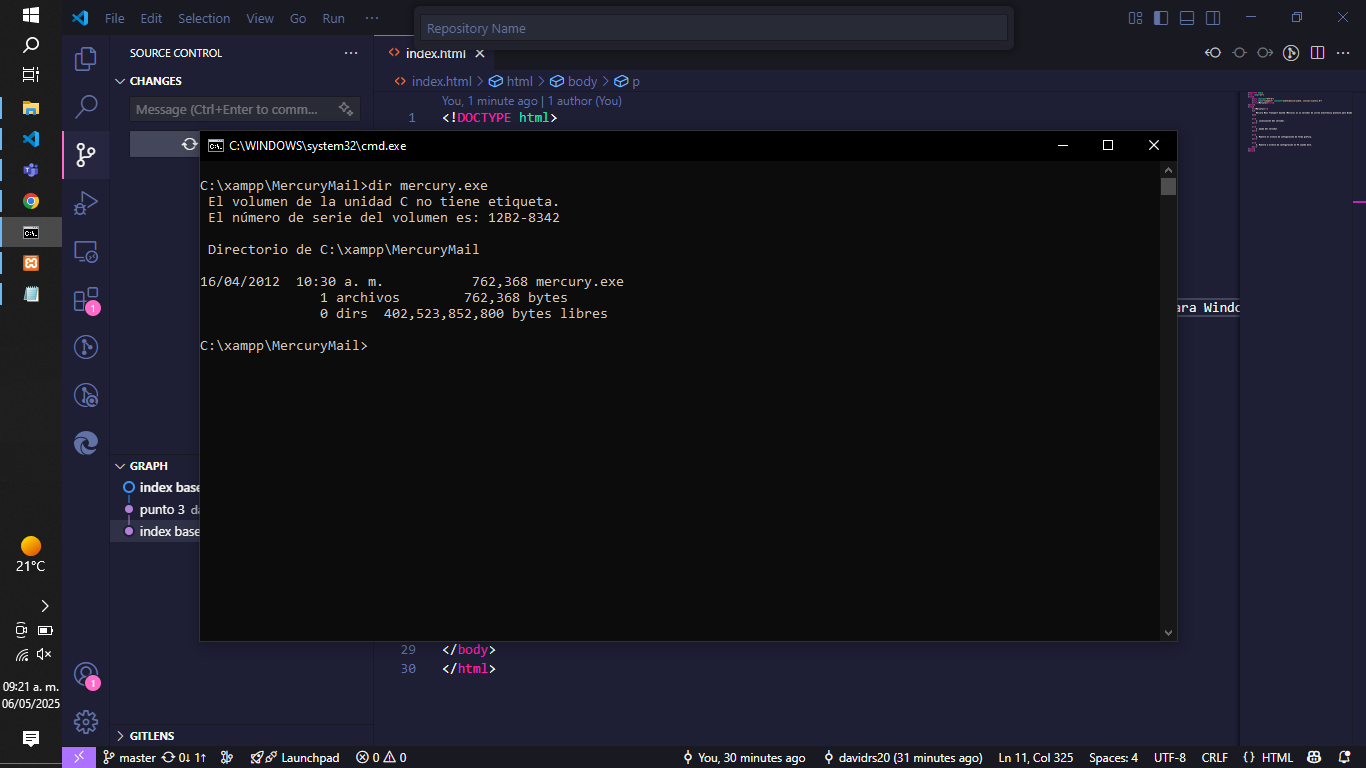 File Edit Selection View Go Run ···
Repository Name
SOURCE CONTROL
CHANGES
Message (Ctrl+Enter to comm...
index.html
index.html > html > body > p
You, 1 minute ago | 1 author (You)
1 <!DOCTYPE html>
C:\WINDOWS\system32\cmd.exe
C:\xampp\MercuryMail>dir mercury.exe
El volumen de la unidad C no tiene etiqueta.
El número de serie del volumen es: 12B2-8342
Directorio de C:\xampp\MercuryMail
16/04/2012 10:30 a. m. 762,368 mercury.exe
1 archivos 762,368 bytes
0 dirs 402,523,852,800 bytes libres
C:\xampp\MercuryMail>
ara Windo
1
GRAPH
index base
punto 3 da
index base
29 </body>
30 </html>
1
GITLENS
21°C
09:21 a. m.
06/05/2025
master 0↓ 1↑ Launchpad 0 0 You, 30 minutes ago davidrs20 (31 minutes ago) Ln 11, Col 325 Spaces: 4 UTF-8 CRLF {} HTML